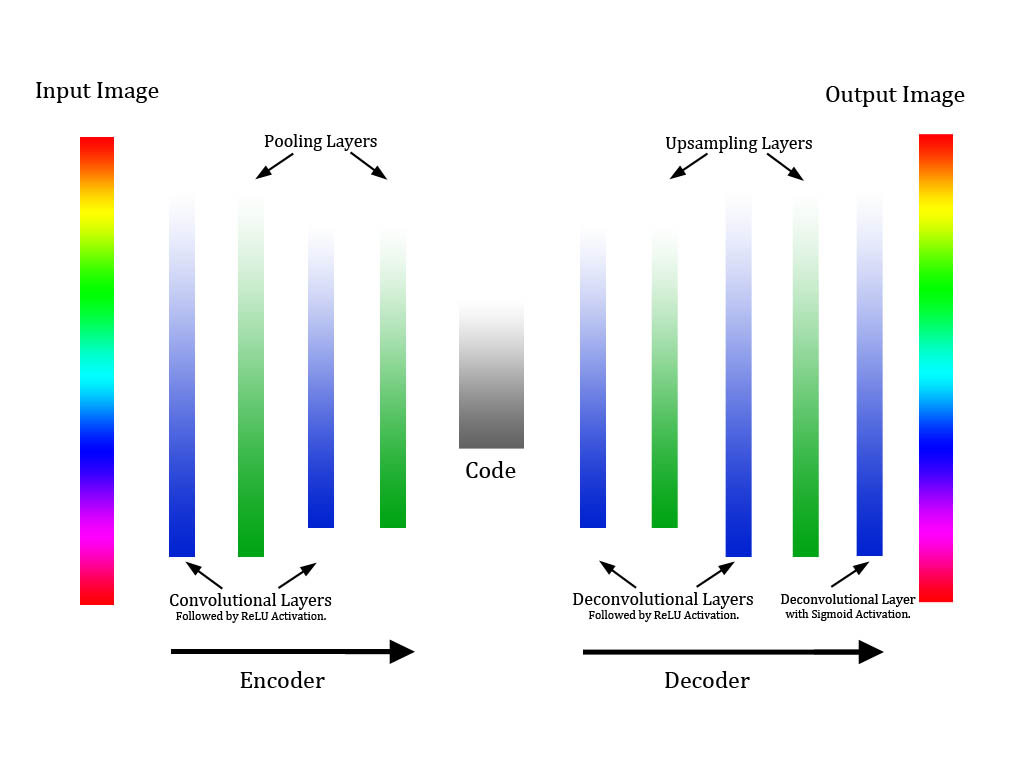 Input Image
Output Image
Pooling Layers
Upsampling Layers
Code
Convolutional Layers
Followed by ReLU Activation.
Deconvolutional Layers
Followed by ReLU Activation.
Deconvolutional Layer
with Sigmoid Activation.
Encoder
Decoder